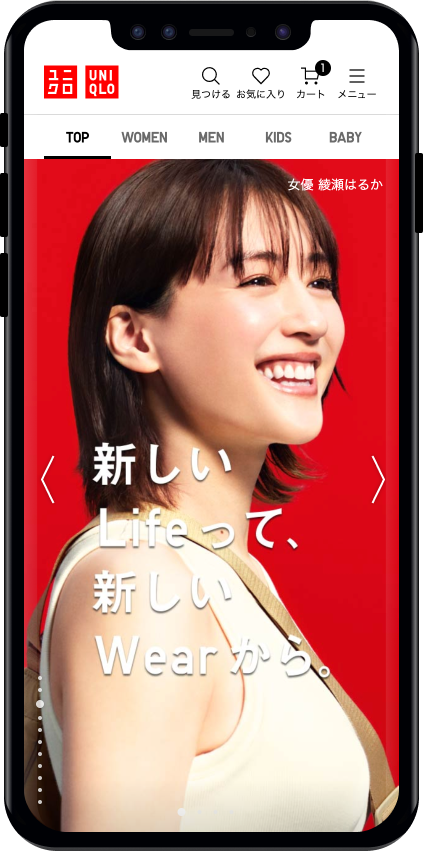 ユニ
クロ
UNI
QLO
1
見つける お気に入り カート メニュー
TOP WOMEN MEN KIDS BABY
女優 綾瀬はるか
新しい
Lifeって、
新しい
Wearから。